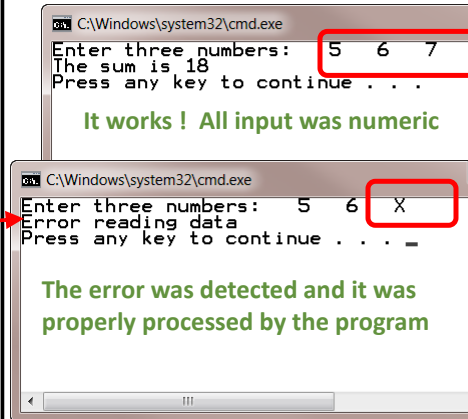 C:\Windows\system32\cmd.exe
Enter three numbers: 5 6 7
The sum is 18
Press any key to continue . . .
It works ! All input was numeric
C:\Windows\system32\cmd.exe
Enter three numbers: 5 6 X
Error reading data
Press any key to continue . . . _
The error was detected and it was
properly processed by the program